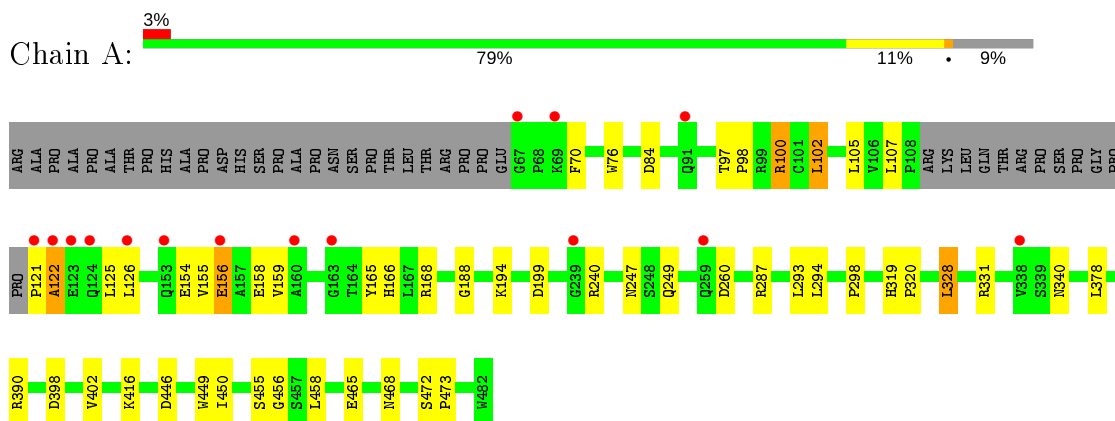 3%
Chain A:
79% 11% • 9%
ARG ALA PRO ALA PRO ALA THR PRO HIS ALA PRO ASP HIS SER PRO ALA PRO ASN SER PRO THR LEU THR ARG PRO PRO GLU G67 P68 K69 F70 W76 D84 Q91 T97 P98 R99 R100 C101 L102 L105 V106 L107 P108 ARG LYS LEU GLN THR ARG PRO SER PRO GLY PRO
PRO P121 A122 E123 Q124 L125 L126 Q153 E154 V155 E156 A157 E158 V159 A160 G163 T164 Y165 H166 L167 R168 G188 K194 D199 G239 R240 N247 S248 Q249 Q259 D260 R287 L293 L294 P298 H319 P320 L328 R331 V338 S339 N340 L378
R390 D398 V402 K416 D446 W449 I450 S455 G456 S457 L458 E465 N468 S472 P473 W482